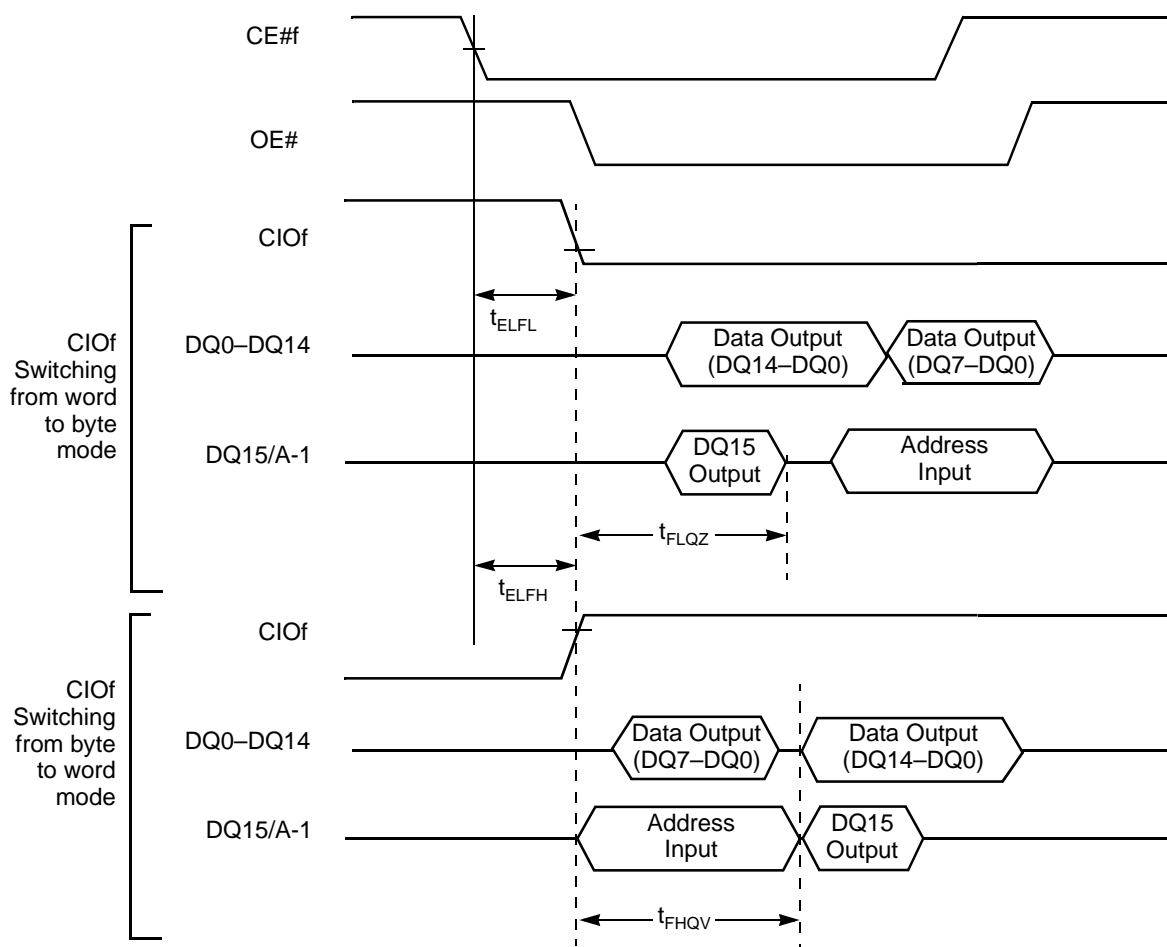 CE#f
OE#
CIOf
tELFL
CIOf
Switching
from word
to byte
mode
DQ0–DQ14
Data Output
(DQ14–DQ0)
Data Output
(DQ7–DQ0)
DQ15/A-1
DQ15
Output
Address
Input
tFLQZ
tELFH
CIOf
CIOf
Switching
from byte
to word
mode
DQ0–DQ14
Data Output
(DQ7–DQ0)
Data Output
(DQ14–DQ0)
DQ15/A-1
Address
Input
DQ15
Output
tFHQV